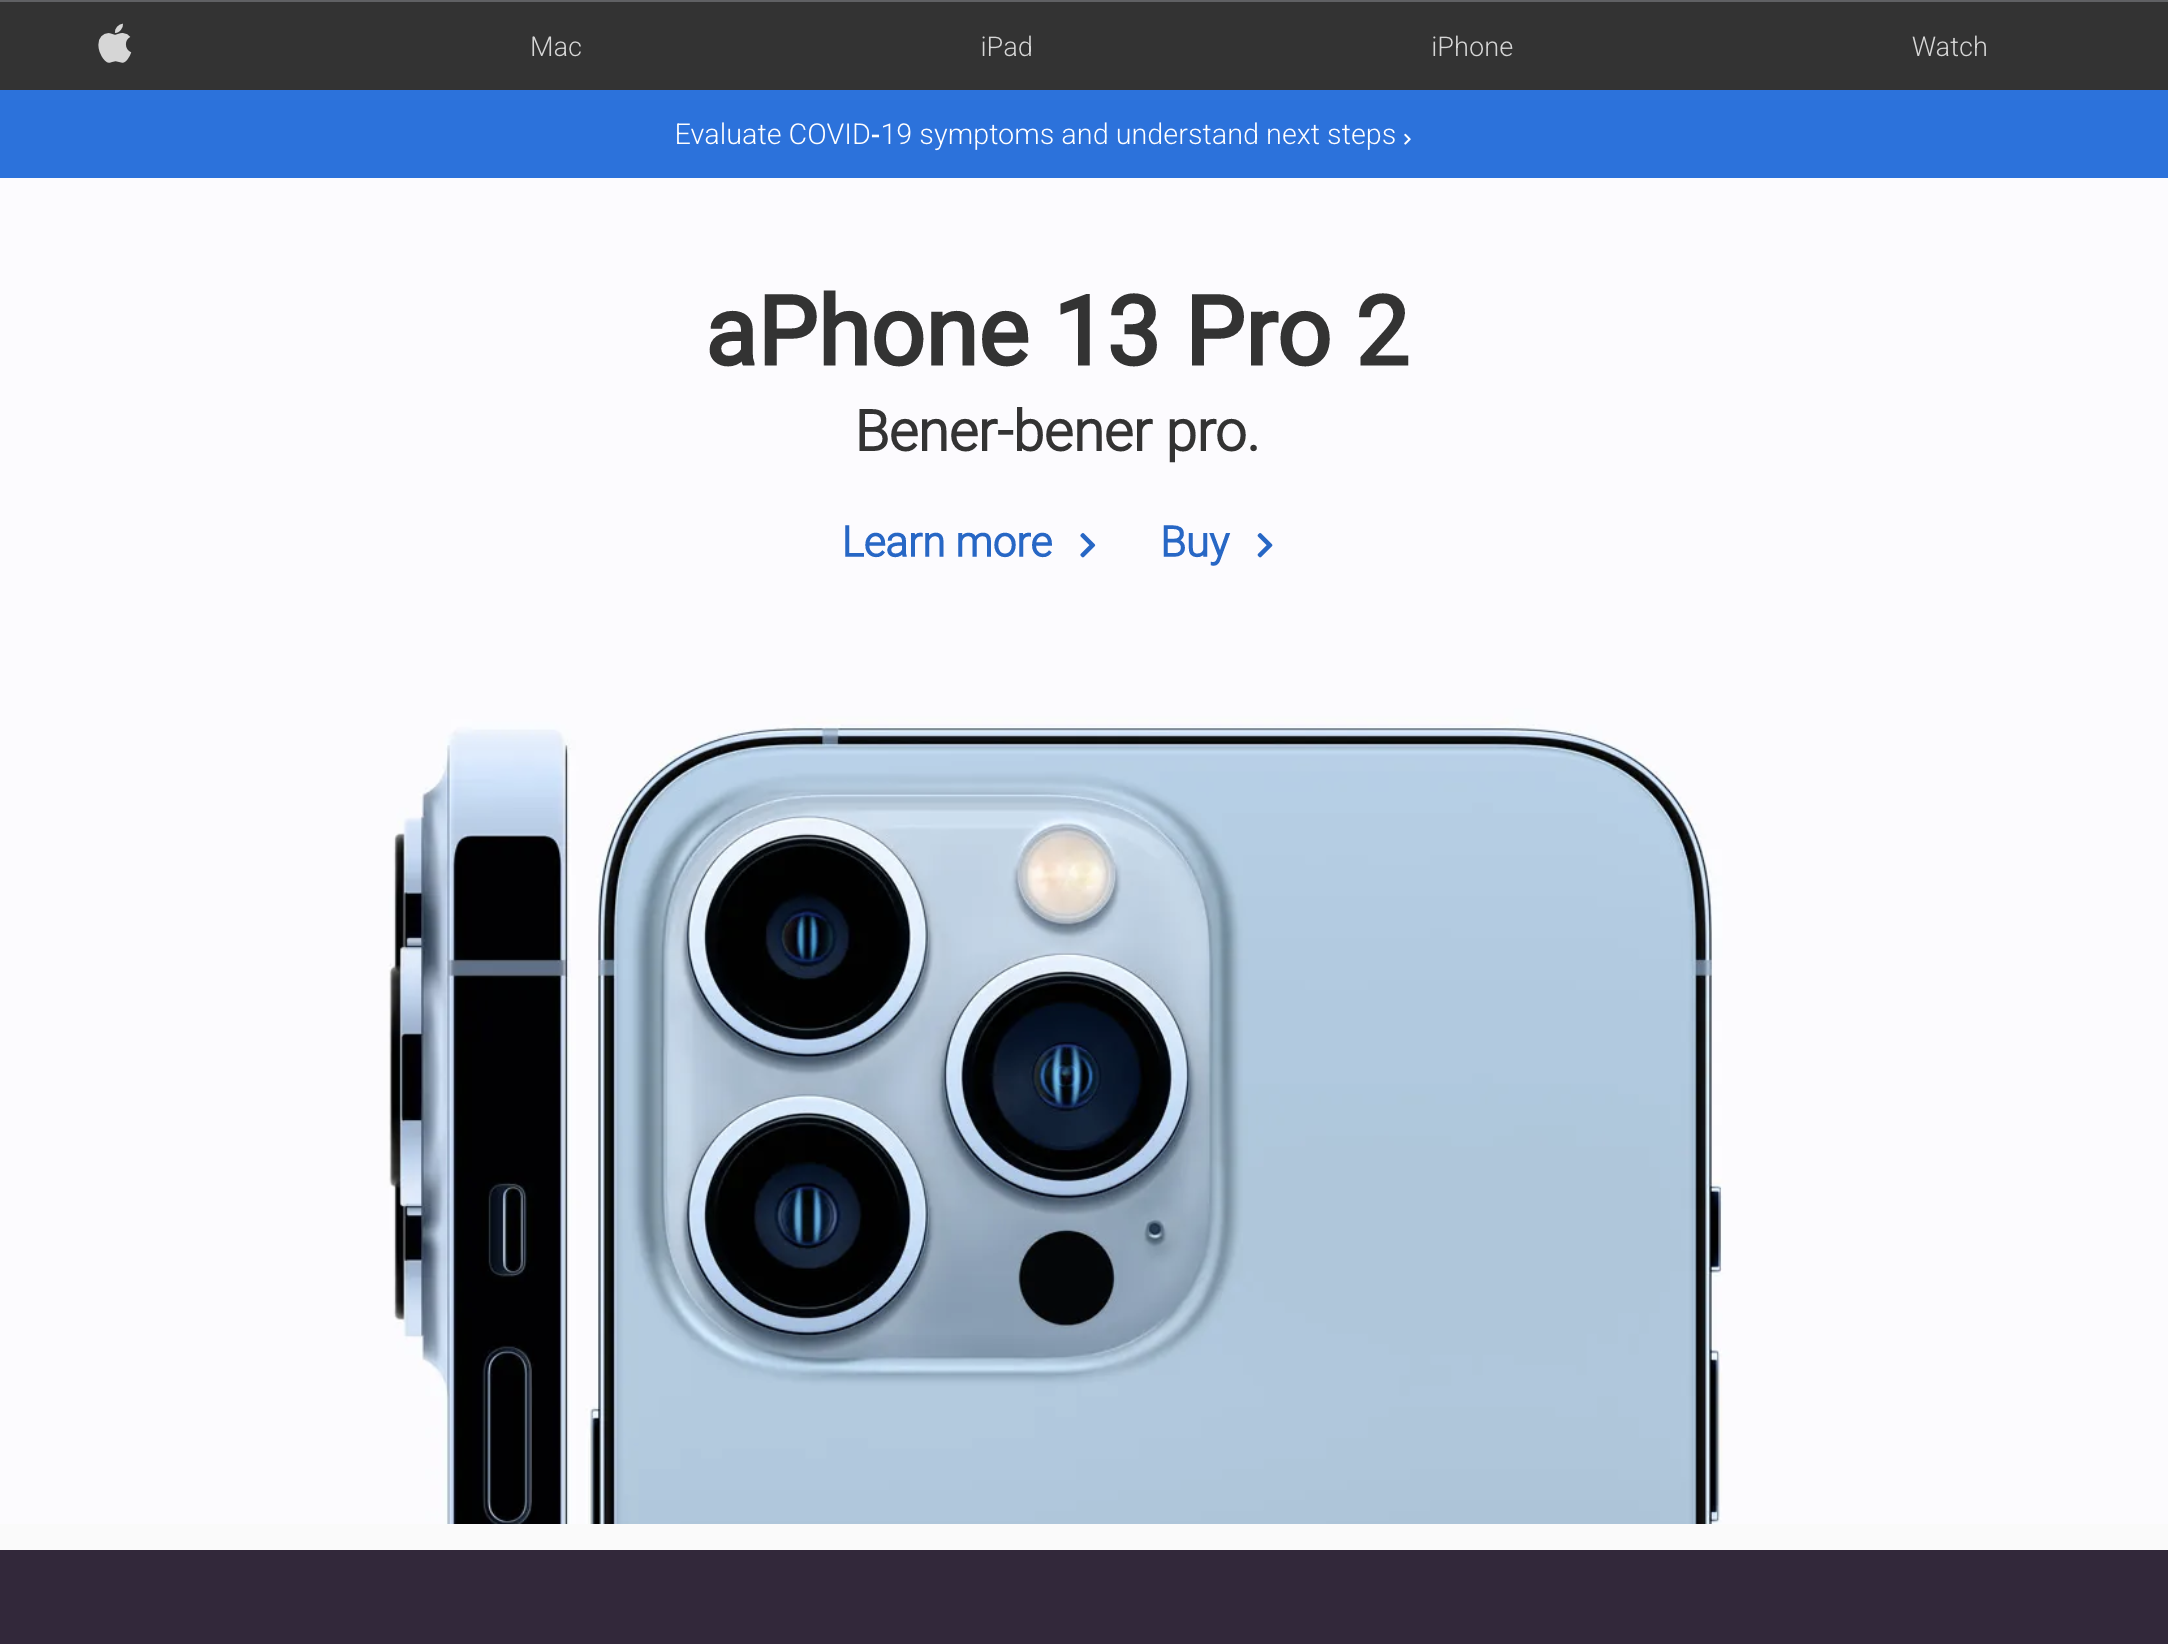 Mac
iPad
iPhone
Watch
Evaluate COVID-19 symptoms and understand next steps ›
aPhone 13 Pro 2
Bener-bener pro.
Learn more >
Buy >